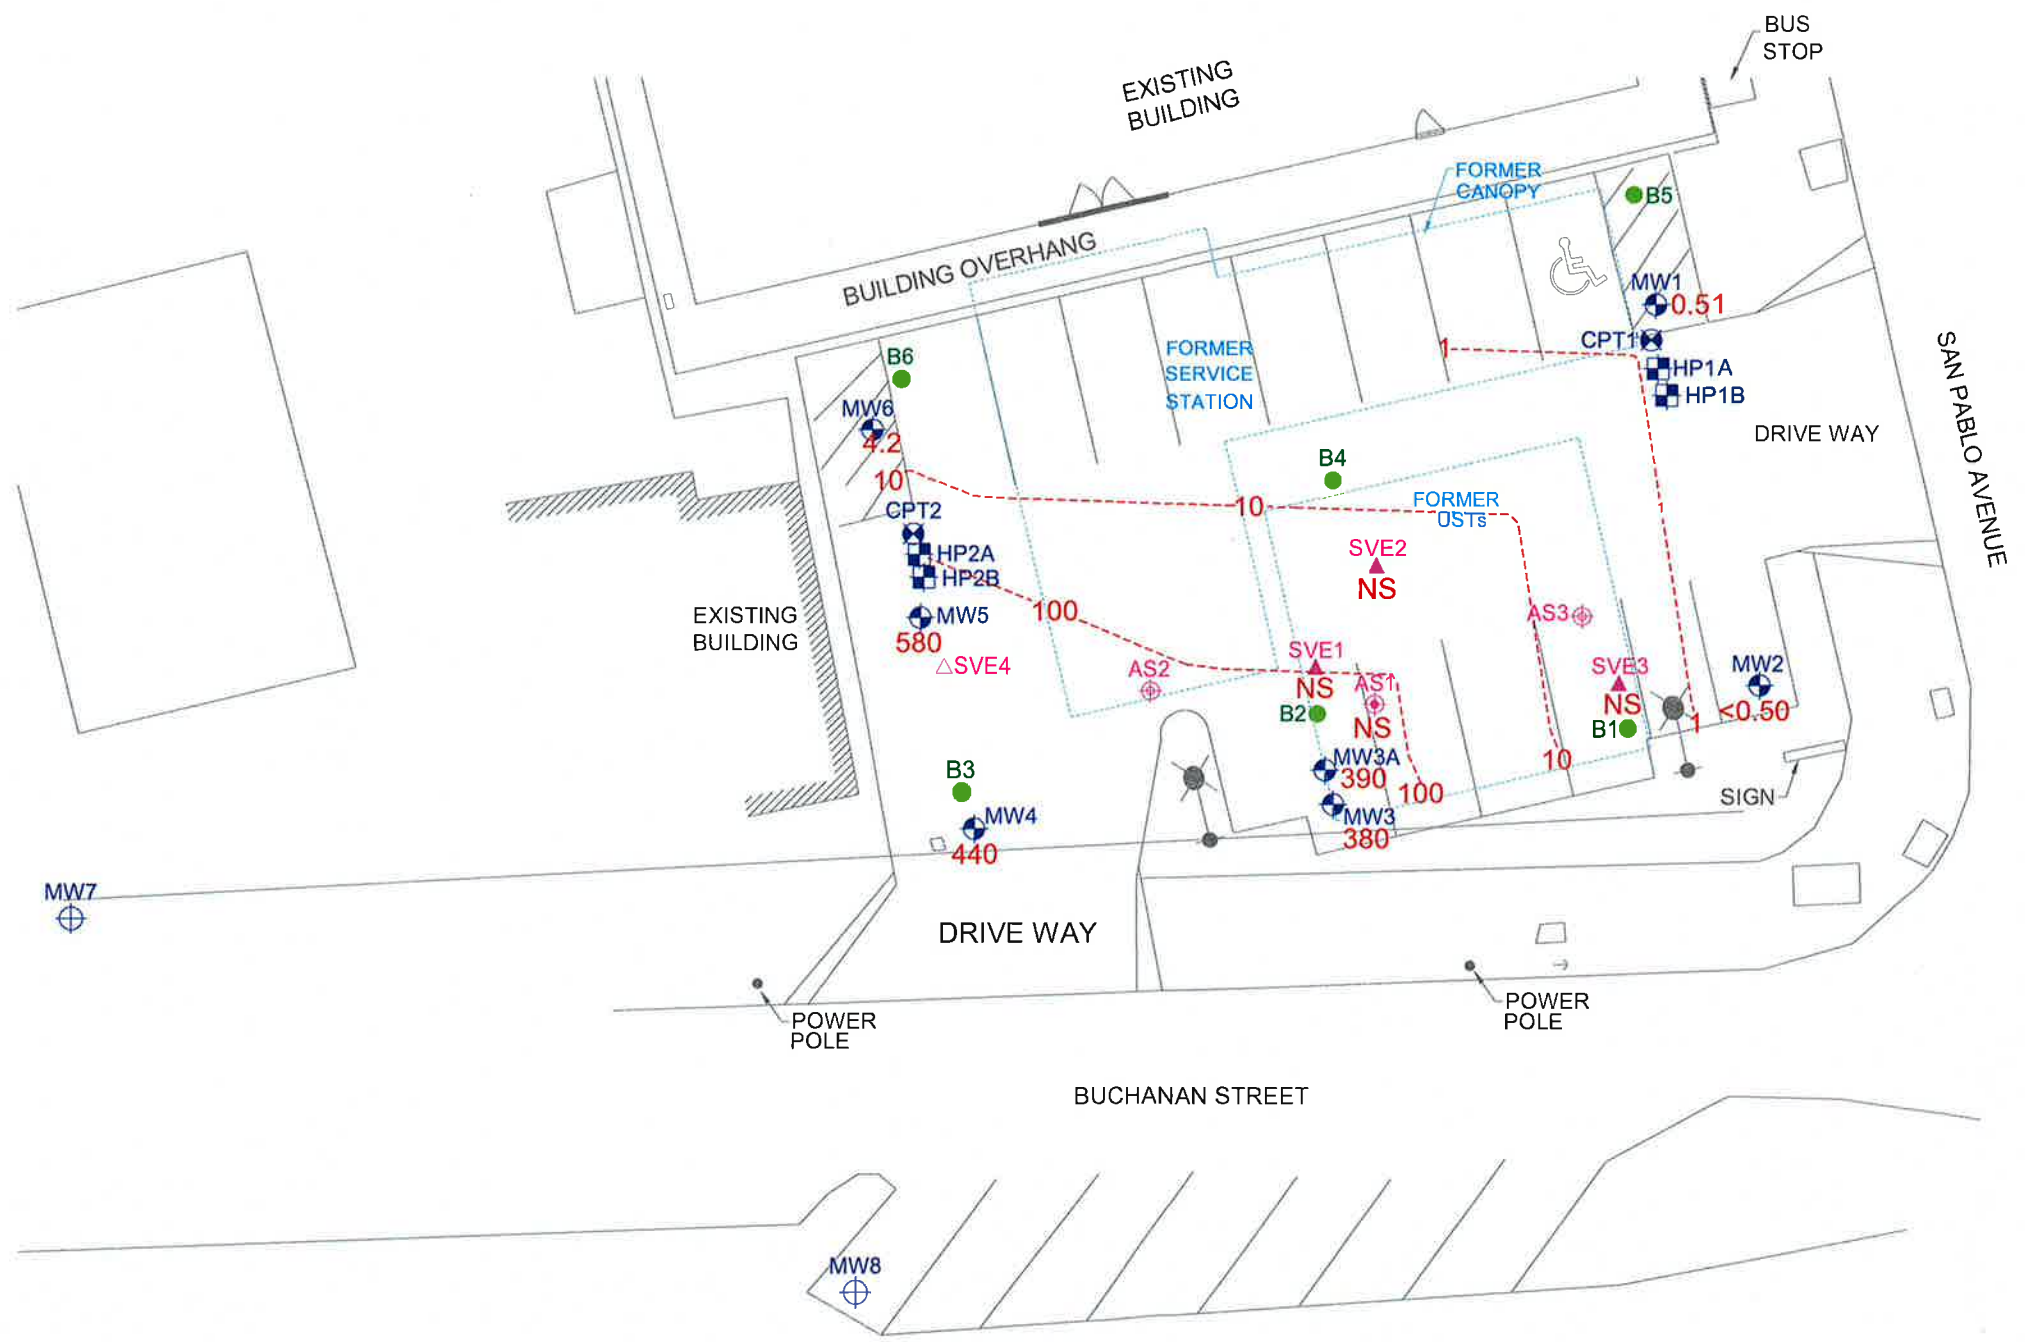 BUS
STOP
EXISTING
BUILDING
FORMER
CANOPY
B5
BUILDING OVERHANG
MW1
0.51
CPT1
HP1A
HP1B
FORMER
SERVICE
STATION
1
B6
MW6
4.2
10
DRIVE WAY
SAN PABLO AVENUE
B4
FORMER
USTs
10
CPT2
HP2A
HP2B
SVE2
NS
100
AS3
EXISTING
BUILDING
MW5
580
SVE4
AS2
SVE1
NS
AS1
NS
SVE3
NS
MW2
<0.50
B2
B1
1
MW3A
390
10
B3
100
SIGN
MW4
440
MW3
380
MW7
DRIVE WAY
POWER
POLE
POWER
POLE
BUCHANAN STREET
MW8